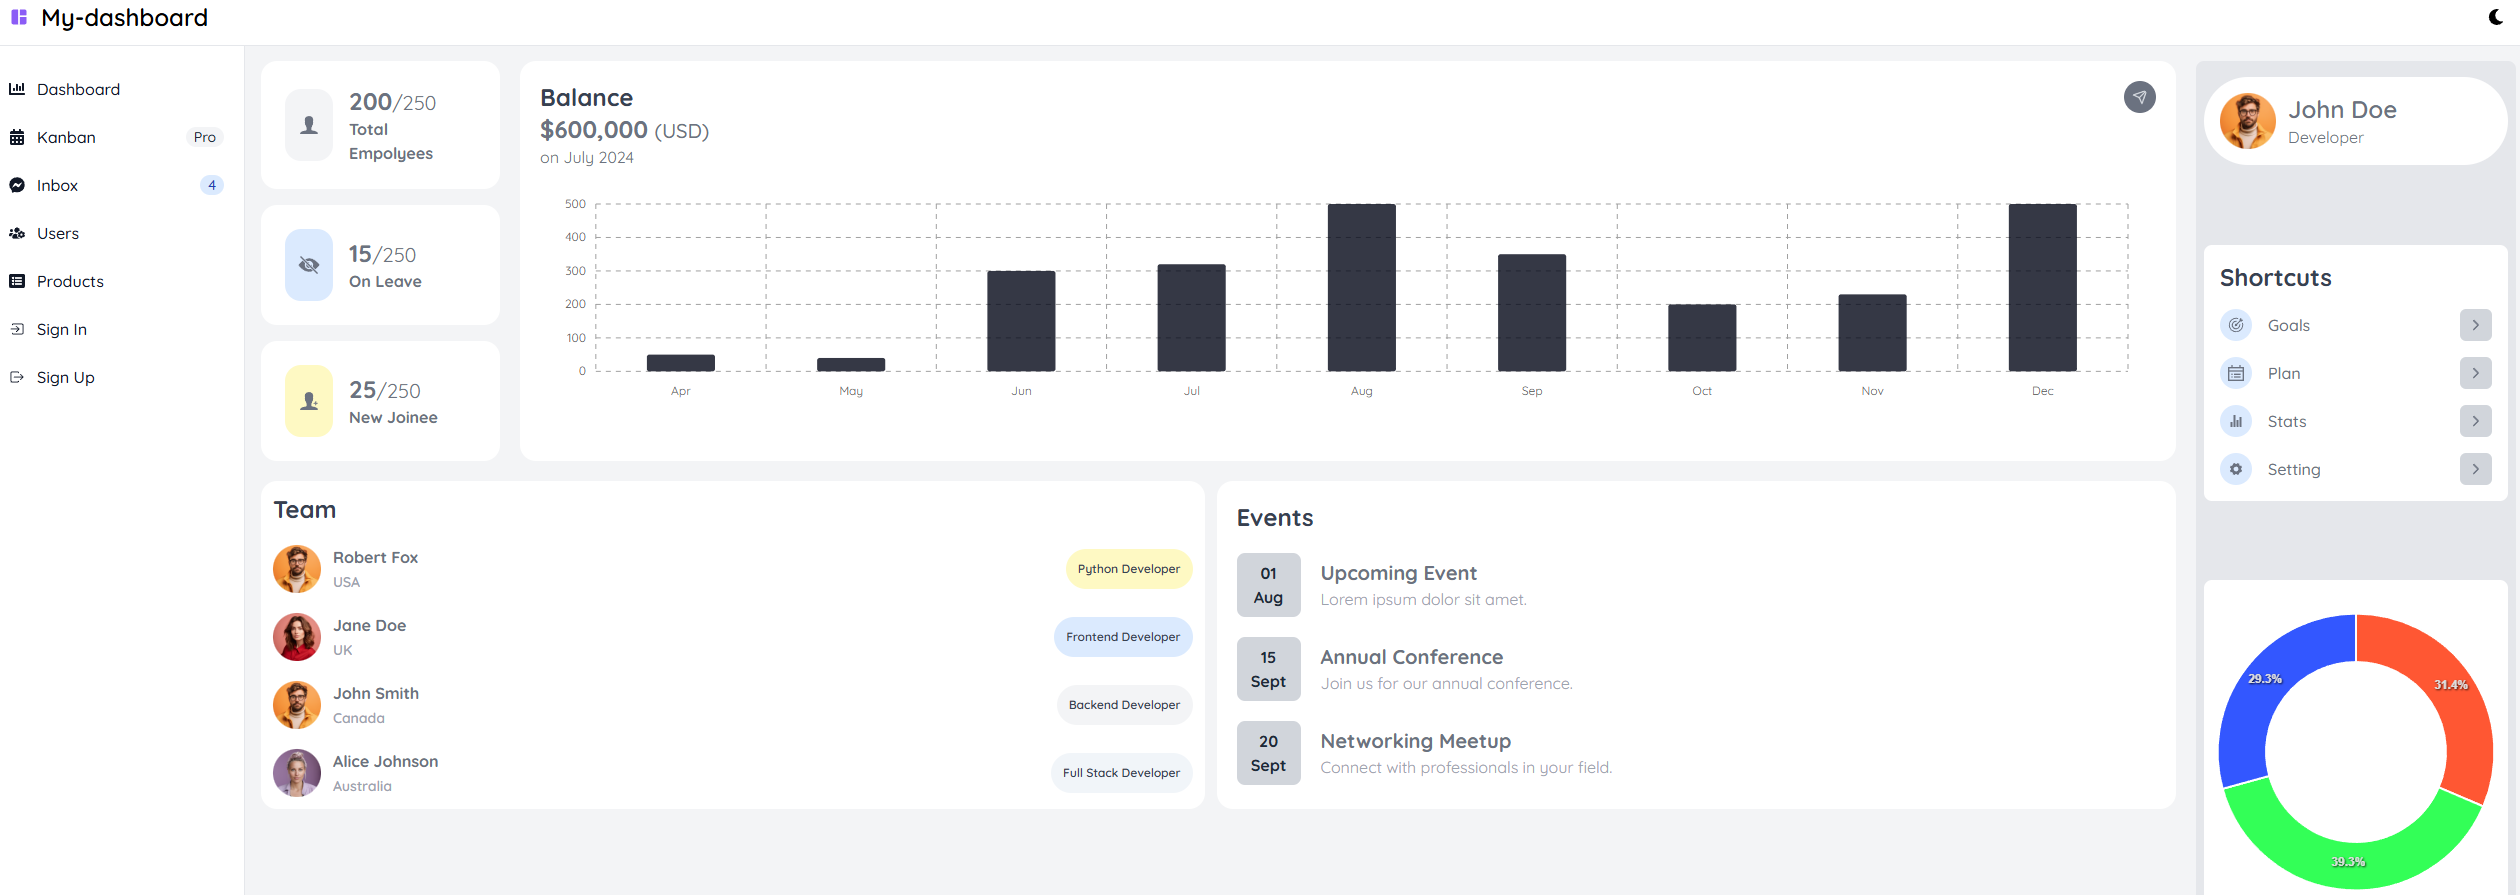 My-dashboard
Dashboard
Kanban Pro
Inbox 4
Users
Products
Sign In
Sign Up
200/250
Total
Empolyees
15/250
On Leave
25/250
New Joinee
Balance
$600,000 (USD)
on July 2024
500
400
300
200
100
0
Apr May Jun Jul Aug Sep Oct Nov Dec
Team
Robert Fox
USA
Python Developer
Jane Doe
UK
Frontend Developer
John Smith
Canada
Backend Developer
Alice Johnson
Australia
Full Stack Developer
Events
01
Aug
Upcoming Event
Lorem ipsum dolor sit amet.
15
Sept
Annual Conference
Join us for our annual conference.
20
Sept
Networking Meetup
Connect with professionals in your field.
John Doe
Developer
Shortcuts
Goals
Plan
Stats
Setting
29.3%
31.4%
39.3%